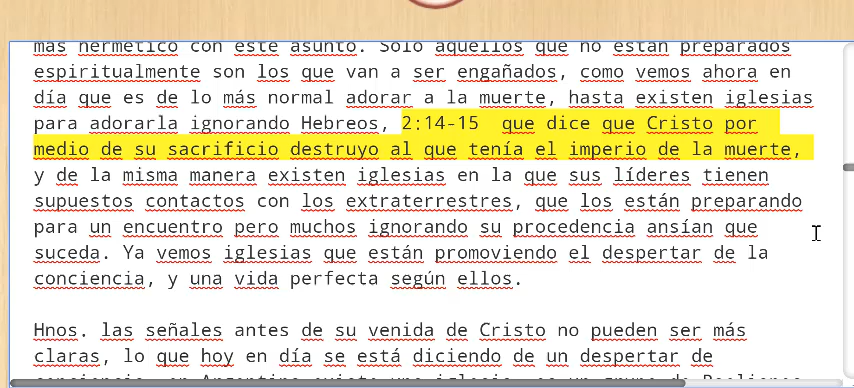 más hermético con este asunto. Solo aquellos que no están preparados
espiritualmente son los que van a ser engañados, como vemos ahora en
día que es de lo más normal adorar a la muerte, hasta existen iglesias
para adorarla ignorando Hebreos, 2:14-15  que dice que Cristo por
medio de su sacrificio destruyo al que tenía el imperio de la muerte,
y de la misma manera existen iglesias en la que sus líderes tienen
supuestos contactos con los extraterrestres, que los están preparando
para un encuentro pero muchos ignorando su procedencia ansían que
suceda. Ya vemos iglesias que están promoviendo el despertar de la
conciencia, y una vida perfecta según ellos.
Hnos. las señales antes de su venida de Cristo no pueden ser más
claras, lo que hoy en día se está diciendo de un despertar de